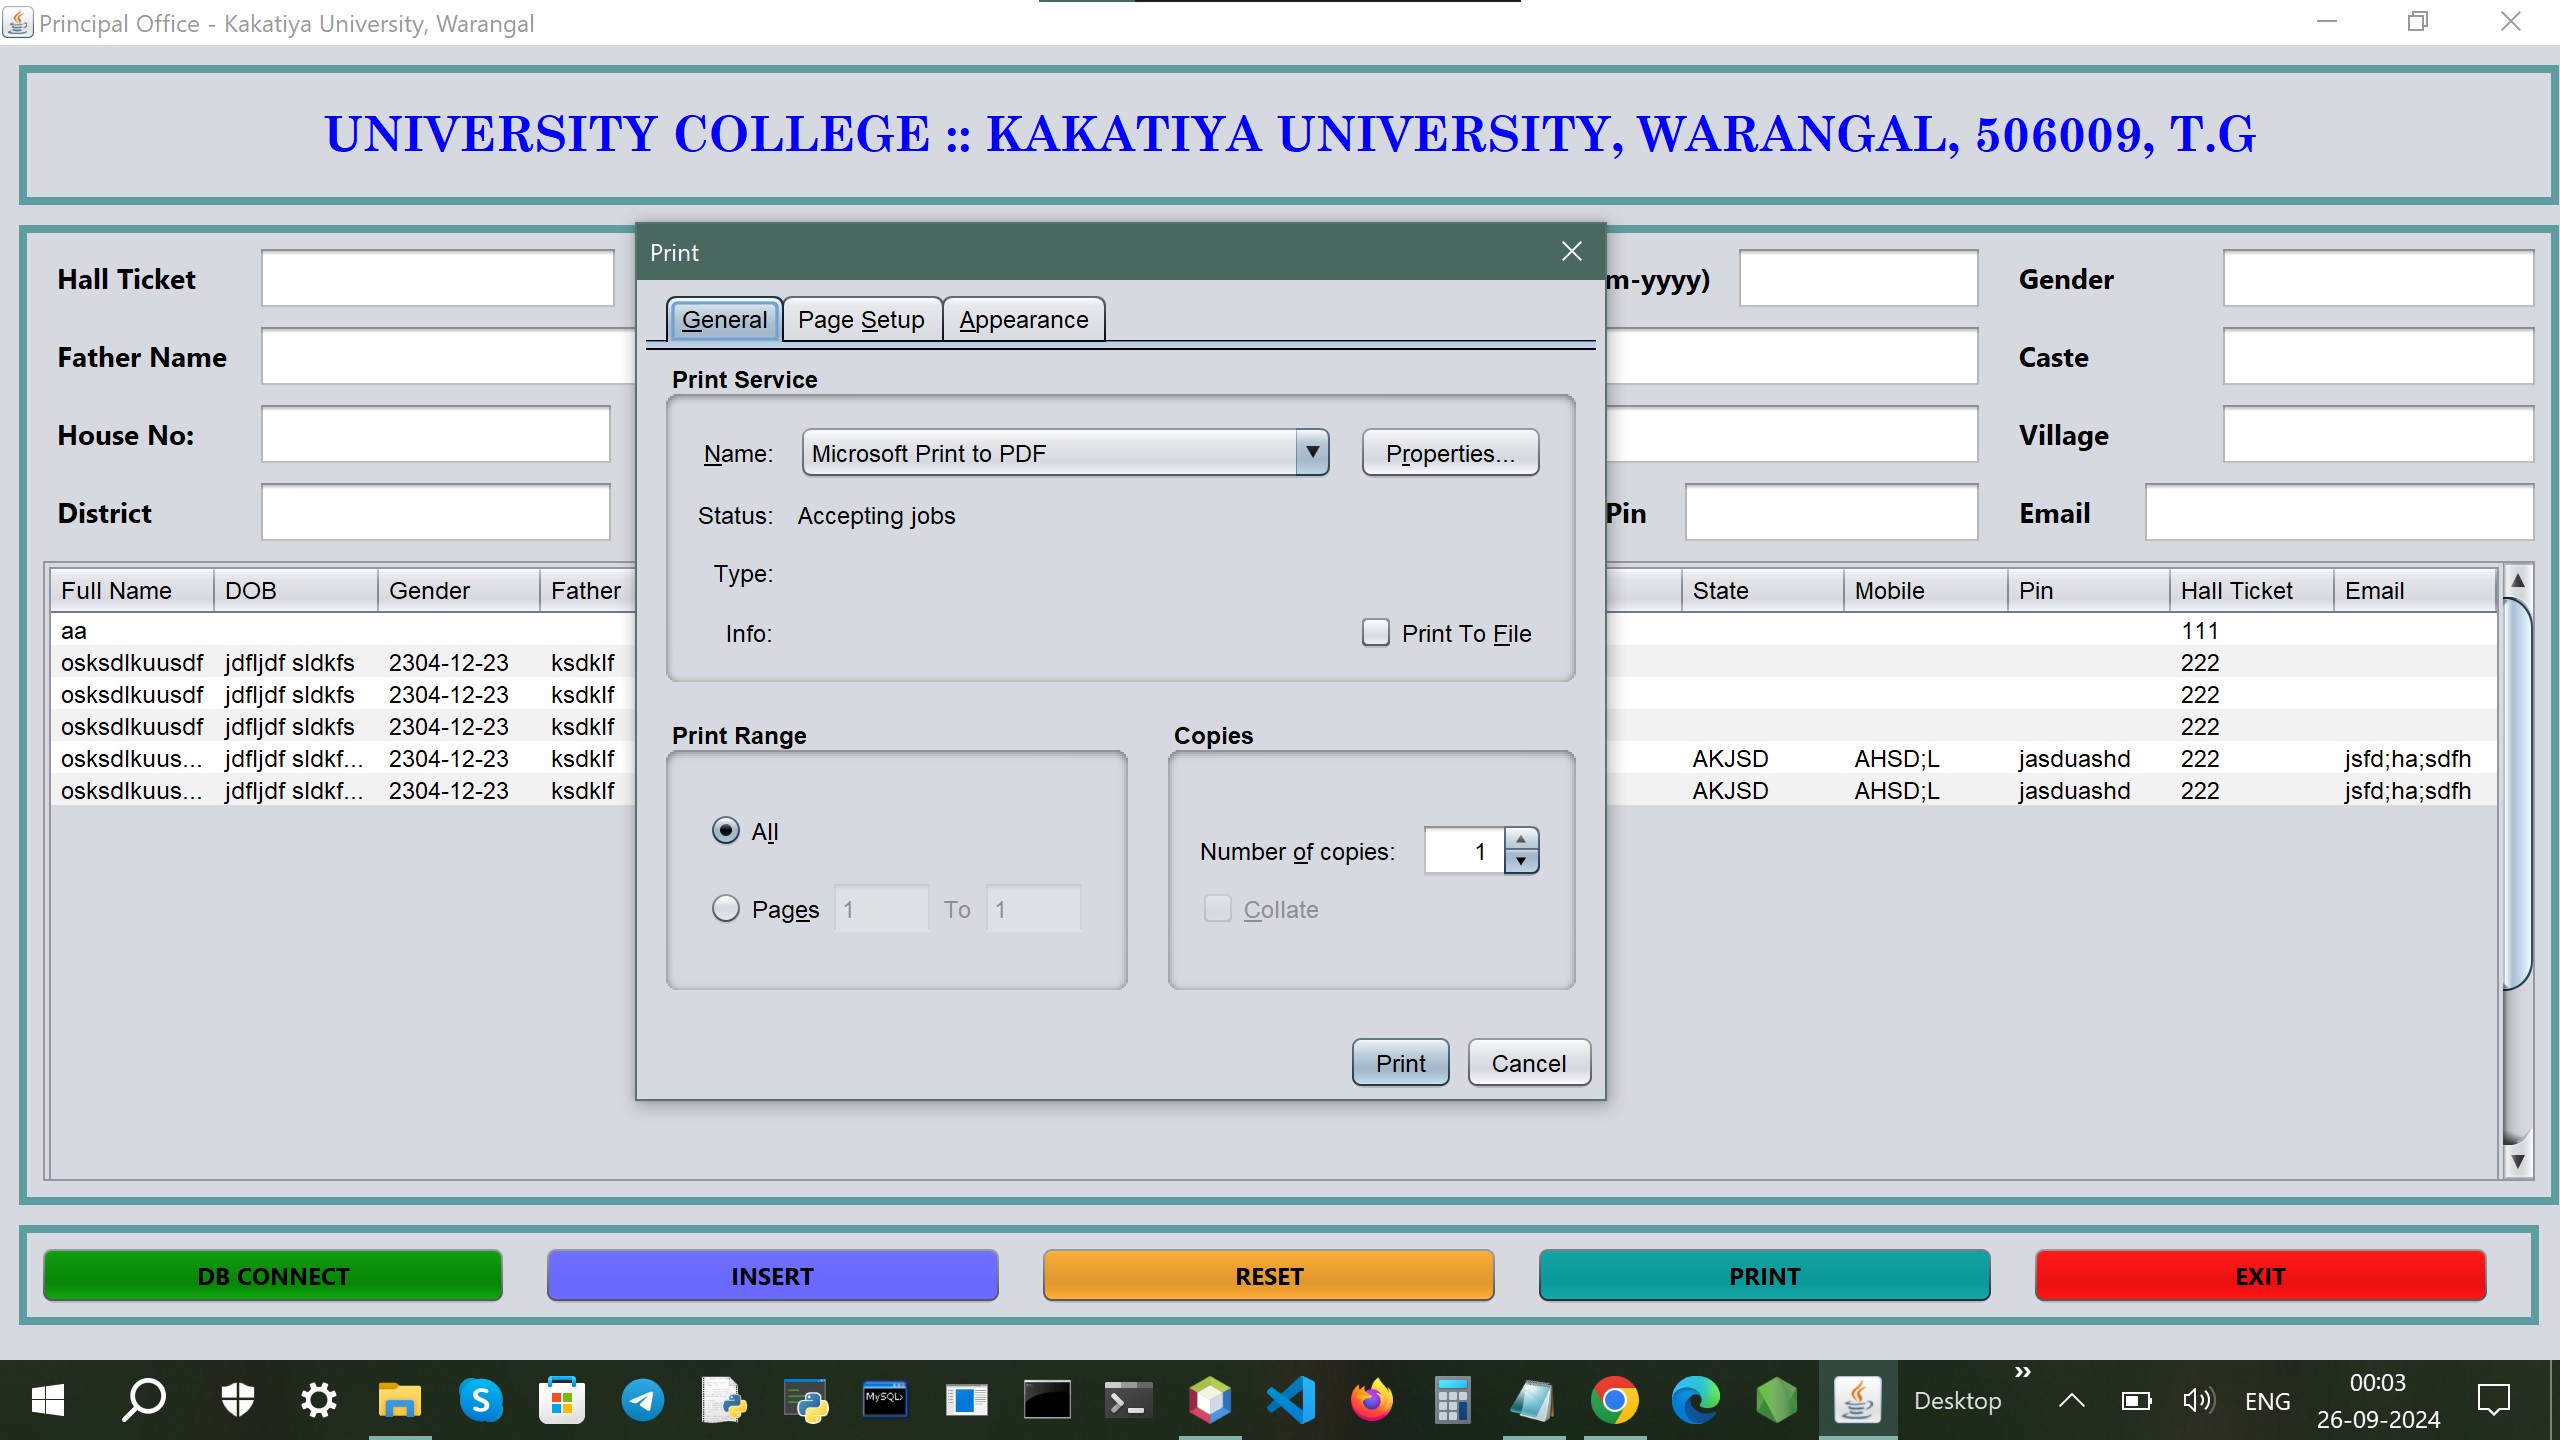 Principal Office - Kakatiya University, Warangal
UNIVERSITY COLLEGE :: KAKATIYA UNIVERSITY, WARANGAL, 506009, T.G
Hall Ticket
m-yyyy)
Gender
Father Name
Caste
House No:
Village
District
Pin
Email
Print
General
Page Setup
Appearance
Print Service
Name: Microsoft Print to PDF
Properties...
Status: Accepting jobs
Type:
Info:
Print To File
Print Range
All
Pages 1 To 1
Copies
Number of copies: 1
Collate
Print
Cancel
Full Name DOB Gender Father State Mobile Pin Hall Ticket Email
aa 111
osksdlkuusdf jdfljdf sldkfs 2304-12-23 ksdklf 222
osksdlkuusdf jdfljdf sldkfs 2304-12-23 ksdklf 222
osksdlkuusdf jdfljdf sldkfs 2304-12-23 ksdklf 222
osksdlkuus... jdfljdf sldkf... 2304-12-23 ksdklf AKJSD AHSD;L jasduashd 222 jsfd;ha;sdfh
osksdlkuus... jdfljdf sldkf... 2304-12-23 ksdklf AKJSD AHSD;L jasduashd 222 jsfd;ha;sdfh
DB CONNECT
INSERT
RESET
PRINT
EXIT
MySQL>
Desktop
ENG
00:03
26-09-2024